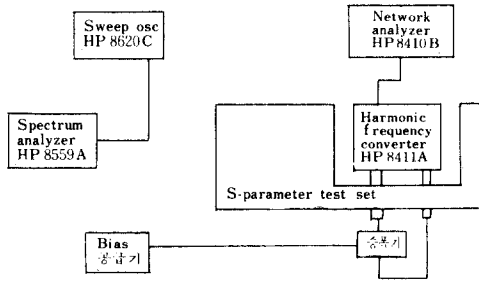 Sweep osc
HP 8620C
Network
analyzer
HP 8410B
Spectrum
analyzer
HP 8559A
Harmonic
frequency
converter
HP 8411A
S-parameter test set
Bias
공급기
증폭기